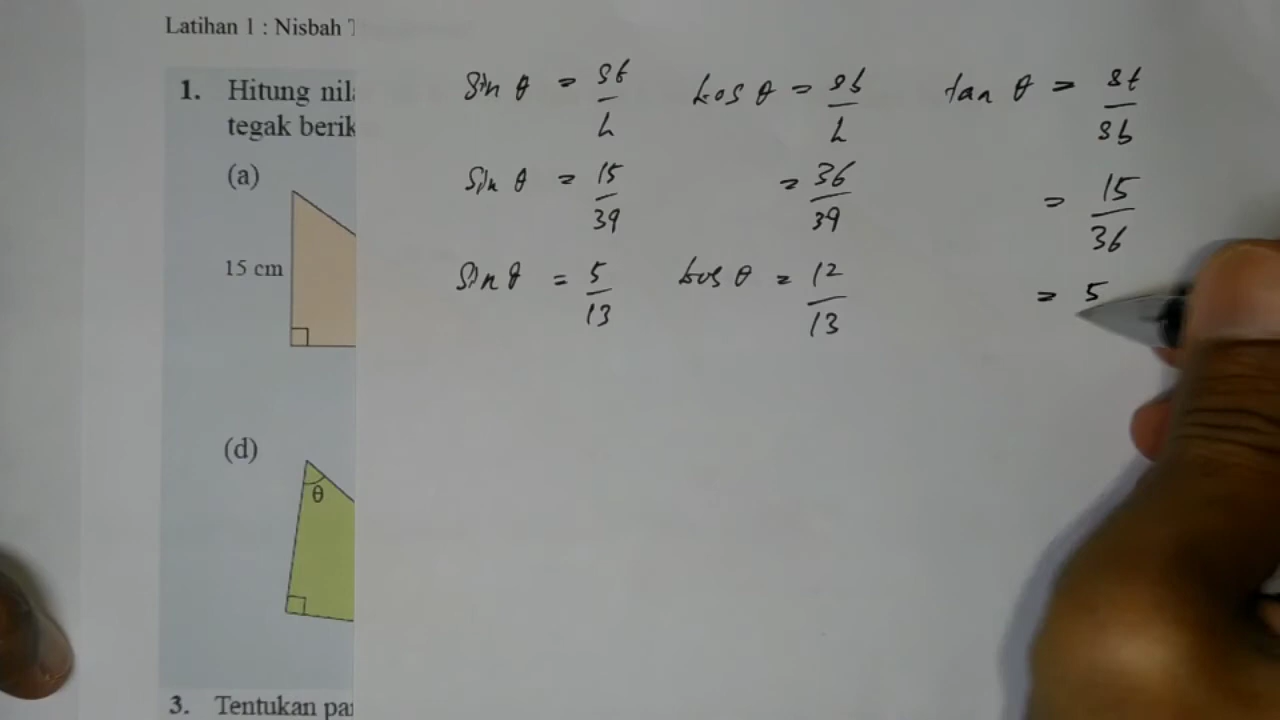 Latihan 1 : Nisbah
1. Hitung nil
tegak berik
(a)
15 cm
(d)
θ
3. Tentukan pa
sin θ = st/h
sin θ = 15/39
sin θ = 5/13
kos θ = sb/h
= 36/39
kos θ = 12/13
tan θ = st/sb
= 15/36
= 5